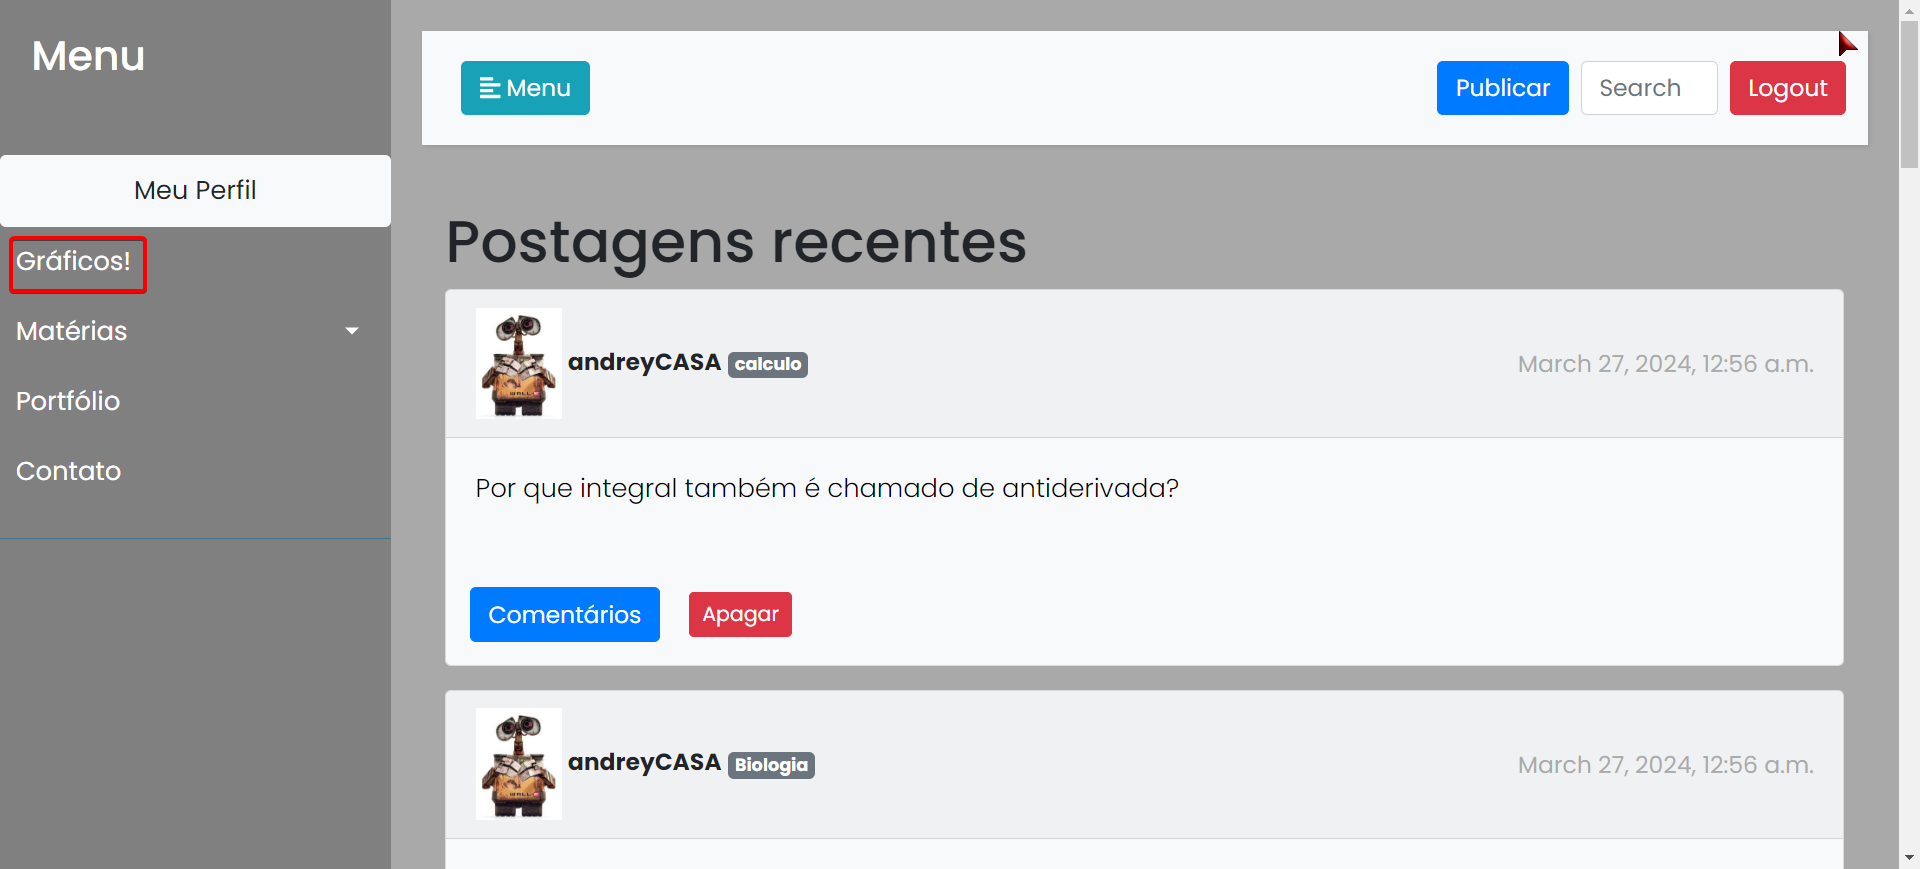 Menu
Meu Perfil
Gráficos!
Matérias
Portfólio
Contato
Menu
Publicar
Search
Logout
Postagens recentes
andreyCASA calculo
March 27, 2024, 12:56 a.m.
Por que integral também é chamado de antiderivada?
Comentários
Apagar
andreyCASA Biologia
March 27, 2024, 12:56 a.m.